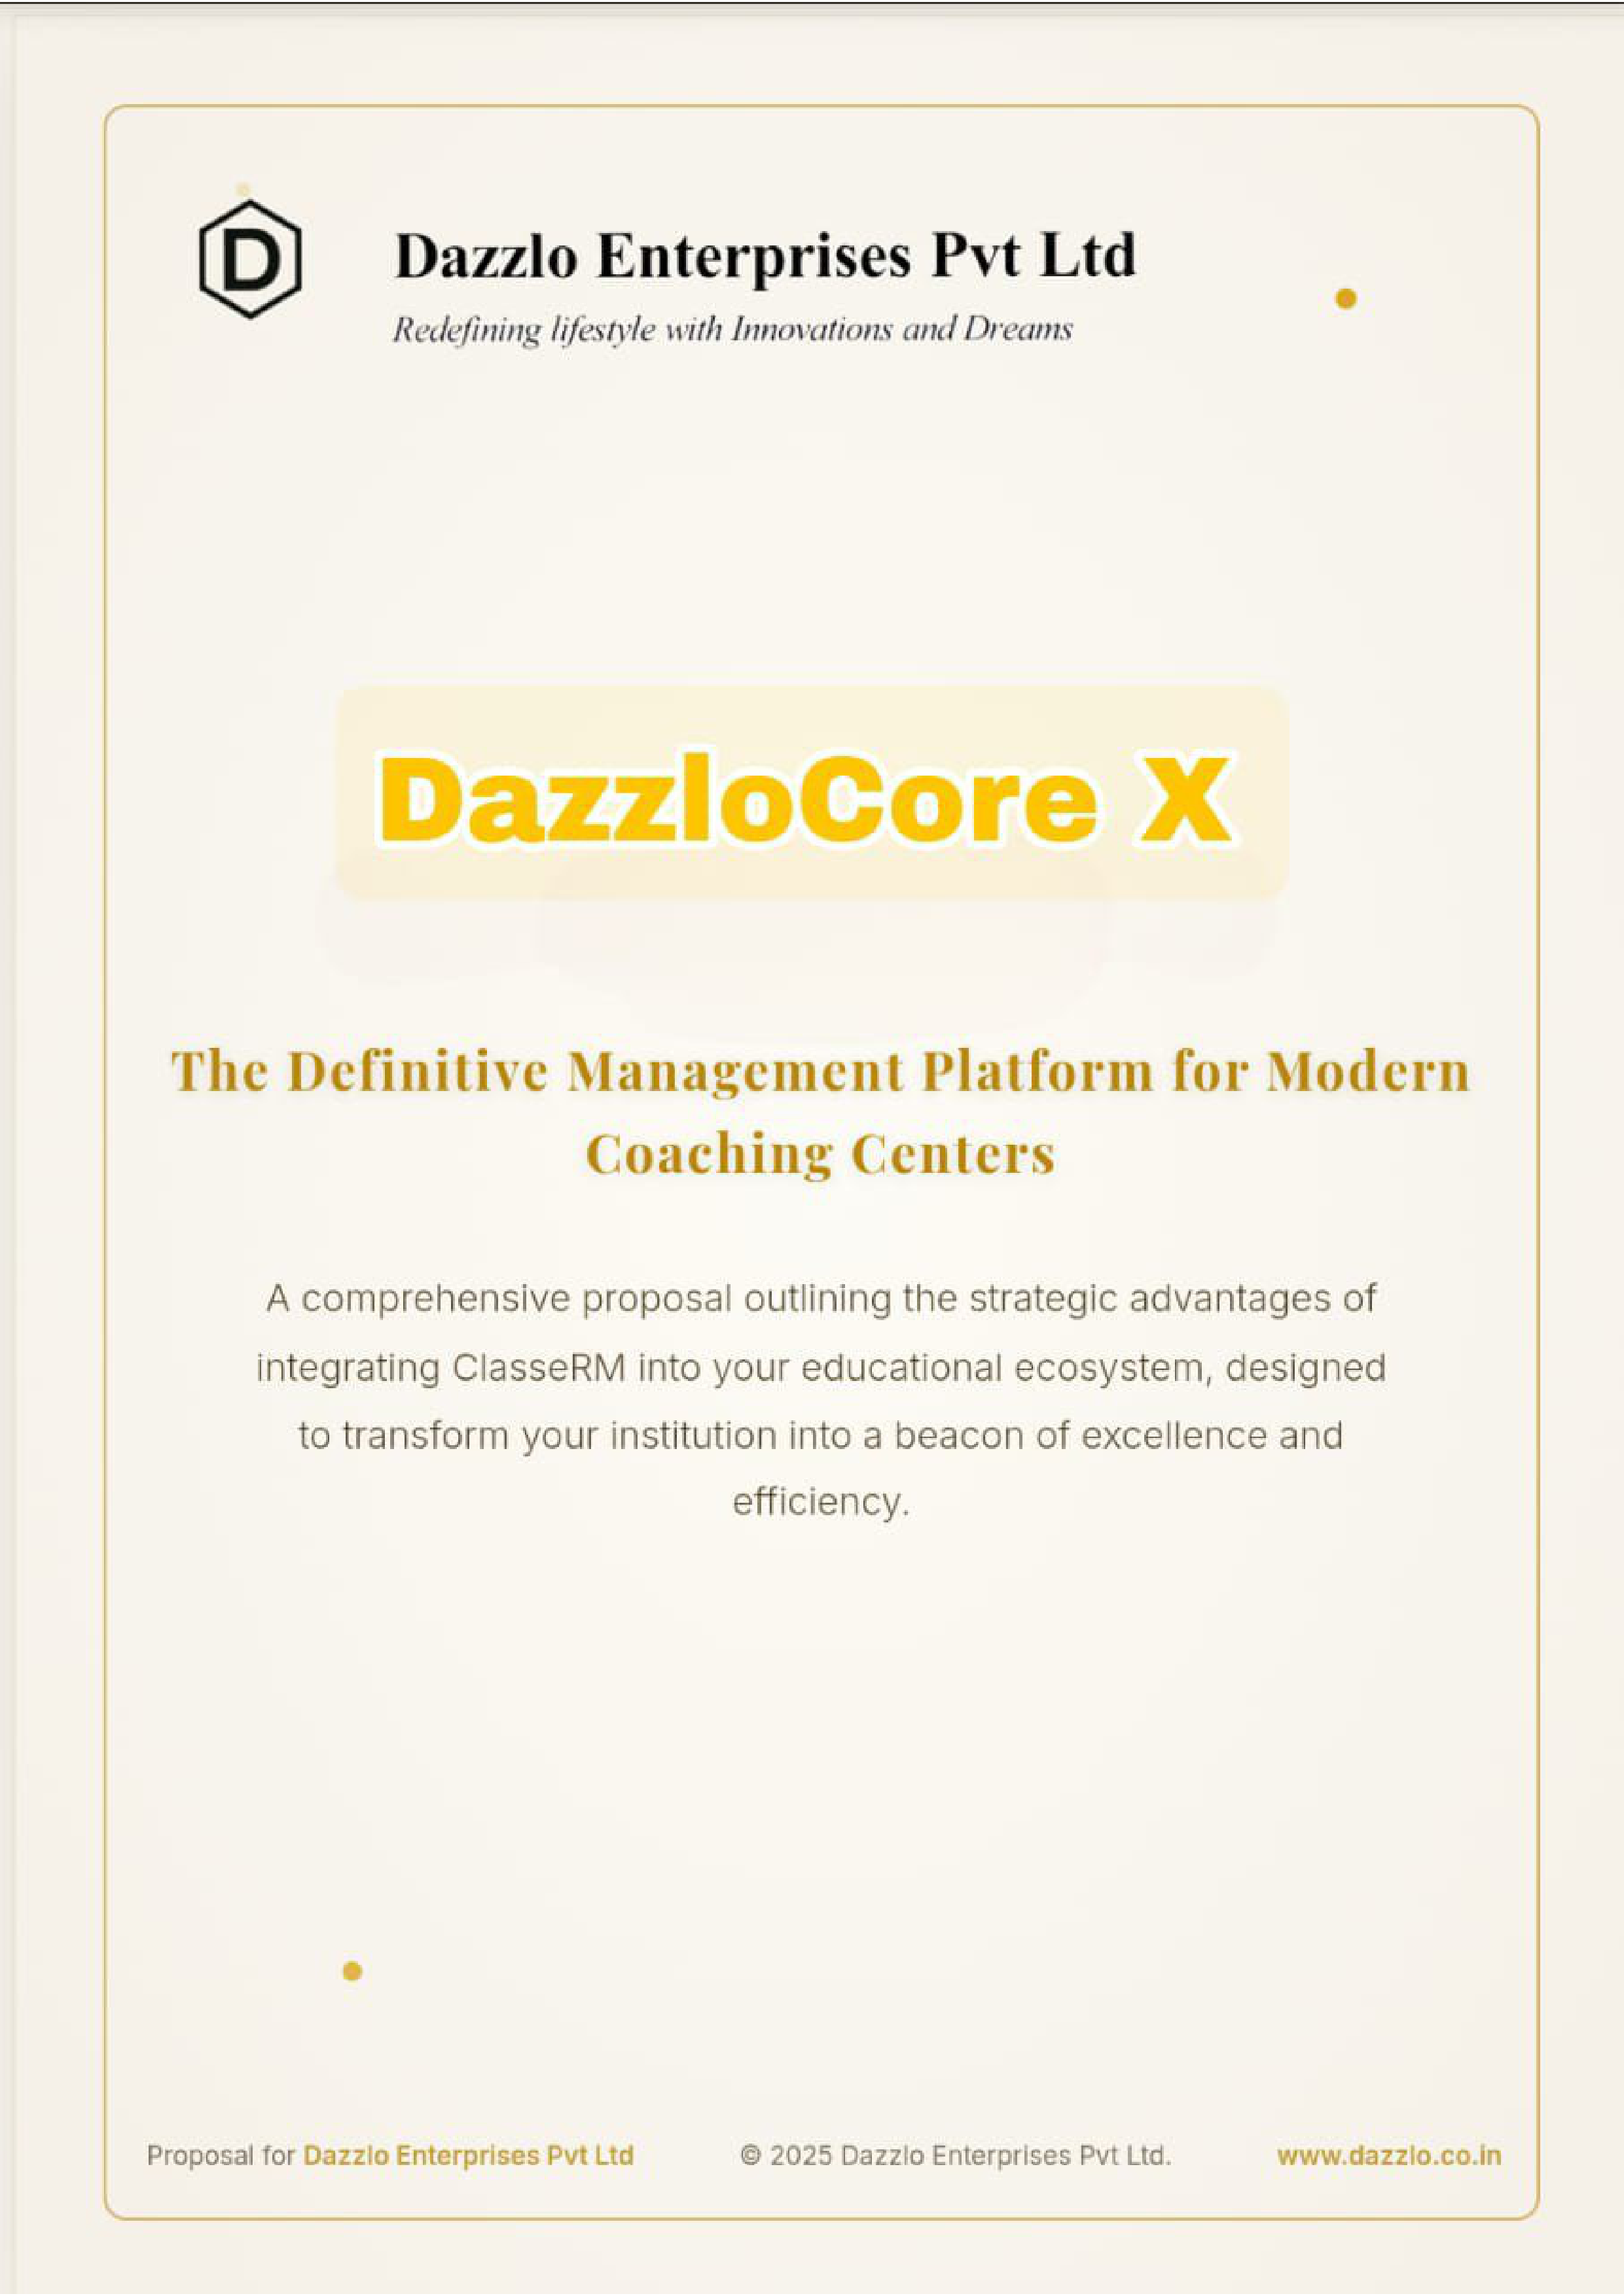 D
Dazzlo Enterprises Pvt Ltd
Redefining lifestyle with Innovations and Dreams
DazzloCore X
The Definitive Management Platform for Modern
Coaching Centers
A comprehensive proposal outlining the strategic advantages of
integrating ClasseRM into your educational ecosystem, designed
to transform your institution into a beacon of excellence and
efficiency.
Proposal for Dazzlo Enterprises Pvt Ltd © 2025 Dazzlo Enterprises Pvt Ltd. www.dazzlo.co.in